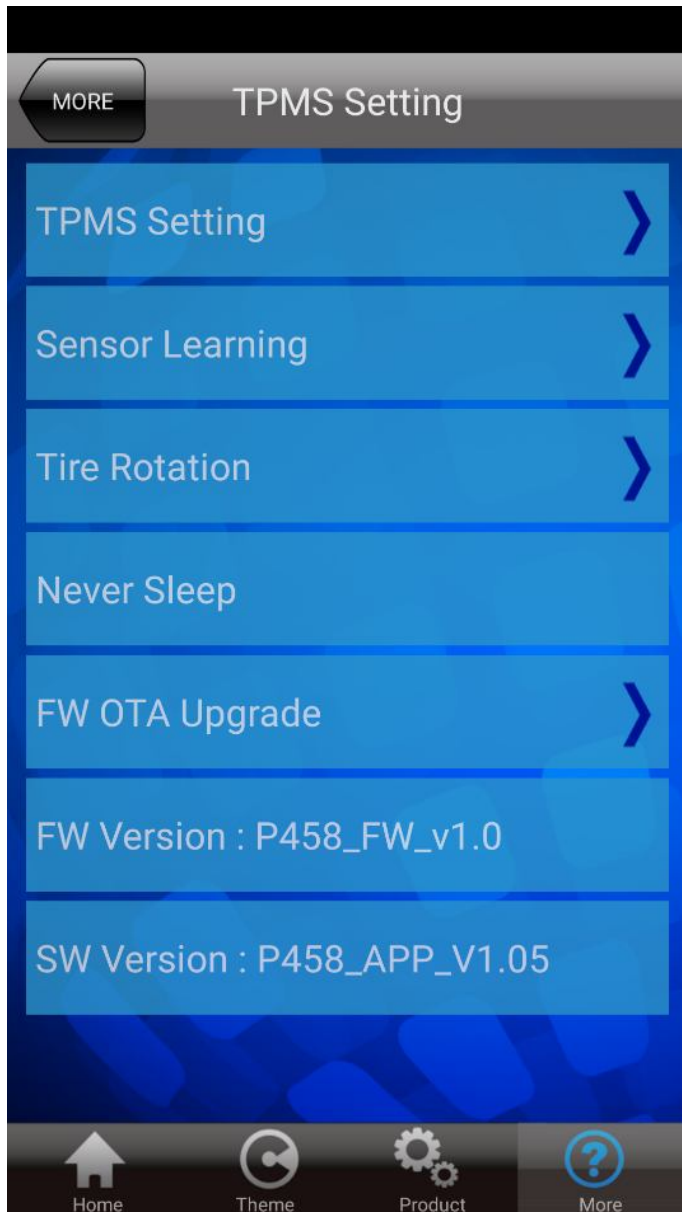 MORE
TPMS Setting
TPMS Setting
Sensor Learning
Tire Rotation
Never Sleep
FW OTA Upgrade
FW Version : P458_FW_v1.0
SW Version : P458_APP_V1.05
Home
Theme
Product
More